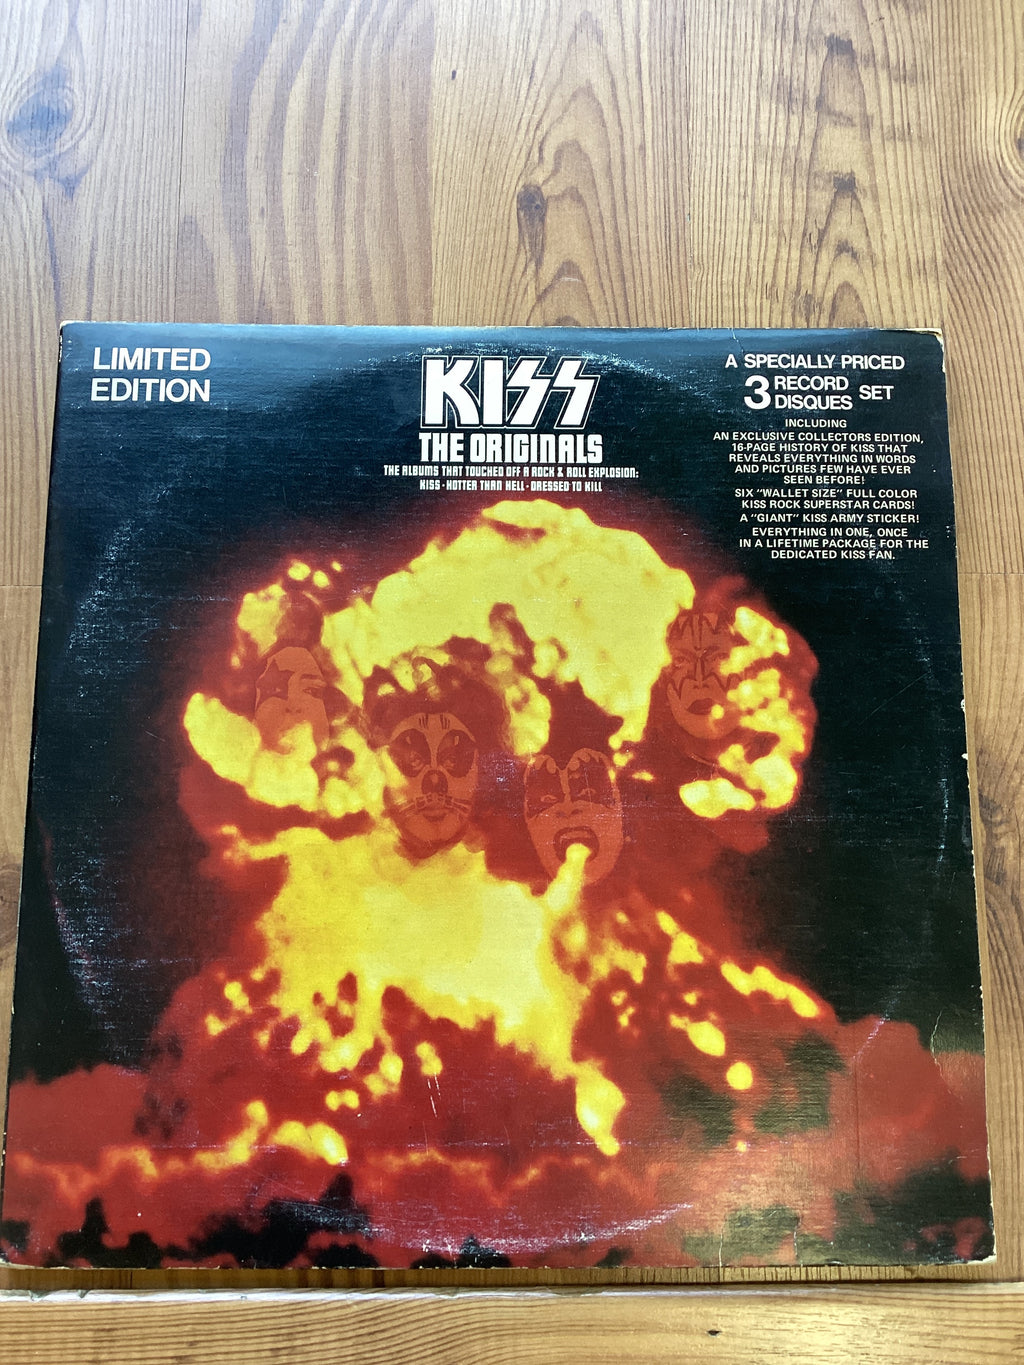 LIMITED
EDITION
KISS
THE ORIGINALS
THE ALBUMS THAT TOUCHED OFF A ROCK & ROLL EXPLOSION:
KISS • HOTTER THAN HELL • DRESSED TO KILL
A SPECIALLY PRICED
3 RECORD DISQUES SET
INCLUDING
AN EXCLUSIVE COLLECTORS EDITION,
16-PAGE HISTORY OF KISS THAT
REVEALS EVERYTHING IN WORDS
AND PICTURES FEW HAVE EVER
SEEN BEFORE!
SIX "WALLET SIZE" FULL COLOR
KISS ROCK SUPERSTAR CARDS!
A "GIANT" KISS ARMY STICKER!
EVERYTHING IN ONE, ONCE
IN A LIFETIME PACKAGE FOR THE
DEDICATED KISS FAN.